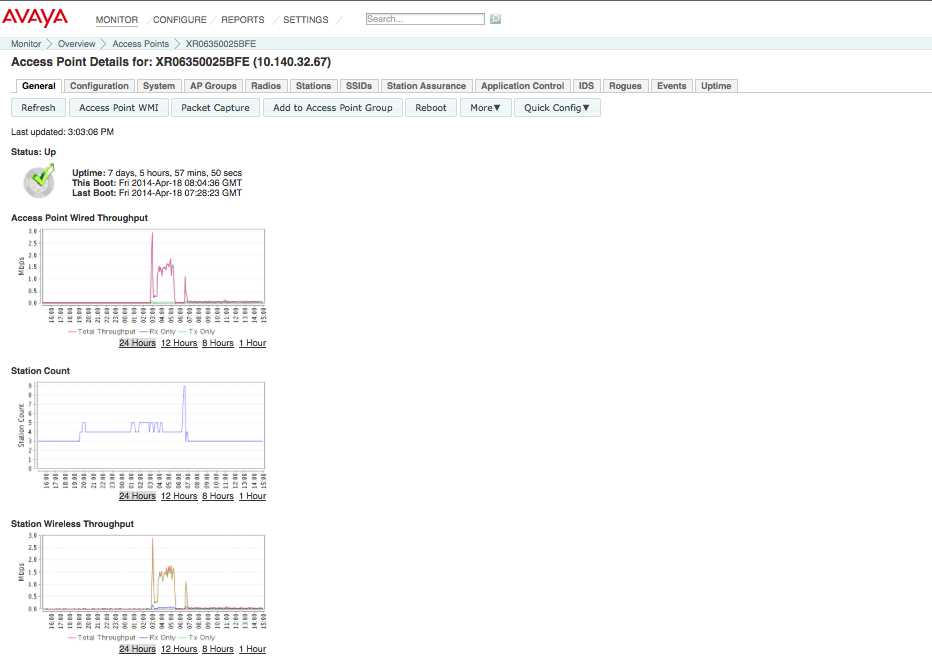 AVAYA
MONITOR CONFIGURE REPORTS SETTINGS Search...
Monitor Overview Access Points XR06350025BFE
Access Point Details for: XR06350025BFE (10.140.32.67)
General Configuration System AP Groups Radios Stations SSIDs Station Assurance Application Control IDS Rogues Events Uptime
Refresh Access Point WMI Packet Capture Add to Access Point Group Reboot More▼ Quick Config▼
Last updated: 3:03:06 PM
Status: Up
Uptime: 7 days, 5 hours, 57 mins, 50 secs
This Boot: Fri 2014-Apr-18 08:04:36 GMT
Last Boot: Fri 2014-Apr-18 07:28:23 GMT
Access Point Wired Throughput
3.0
2.5
2.0
1.5
1.0
0.5
0.0
Mbps
16:00 17:00 18:00 19:00 20:00 21:00 22:00 23:00 00:00 01:00 02:00 03:00 04:00 05:00 06:00 07:00 08:00 09:00 10:00 11:00 12:00 13:00 14:00 15:00
Total Throughput Rx Only Tx Only
24 Hours 12 Hours 8 Hours 1 Hour
Station Count
9
8
7
6
5
4
3
2
1
0
Station Count
16:00 17:00 18:00 19:00 20:00 21:00 22:00 23:00 00:00 01:00 02:00 03:00 04:00 05:00 06:00 07:00 08:00 09:00 10:00 11:00 12:00 13:00 14:00 15:00
24 Hours 12 Hours 8 Hours 1 Hour
Station Wireless Throughput
3.0
2.5
2.0
1.5
1.0
0.5
0.0
Mbps
16:00 17:00 18:00 19:00 20:00 21:00 22:00 23:00 00:00 01:00 02:00 03:00 04:00 05:00 06:00 07:00 08:00 09:00 10:00 11:00 12:00 13:00 14:00 15:00
Total Throughput Rx Only Tx Only
24 Hours 12 Hours 8 Hours 1 Hour